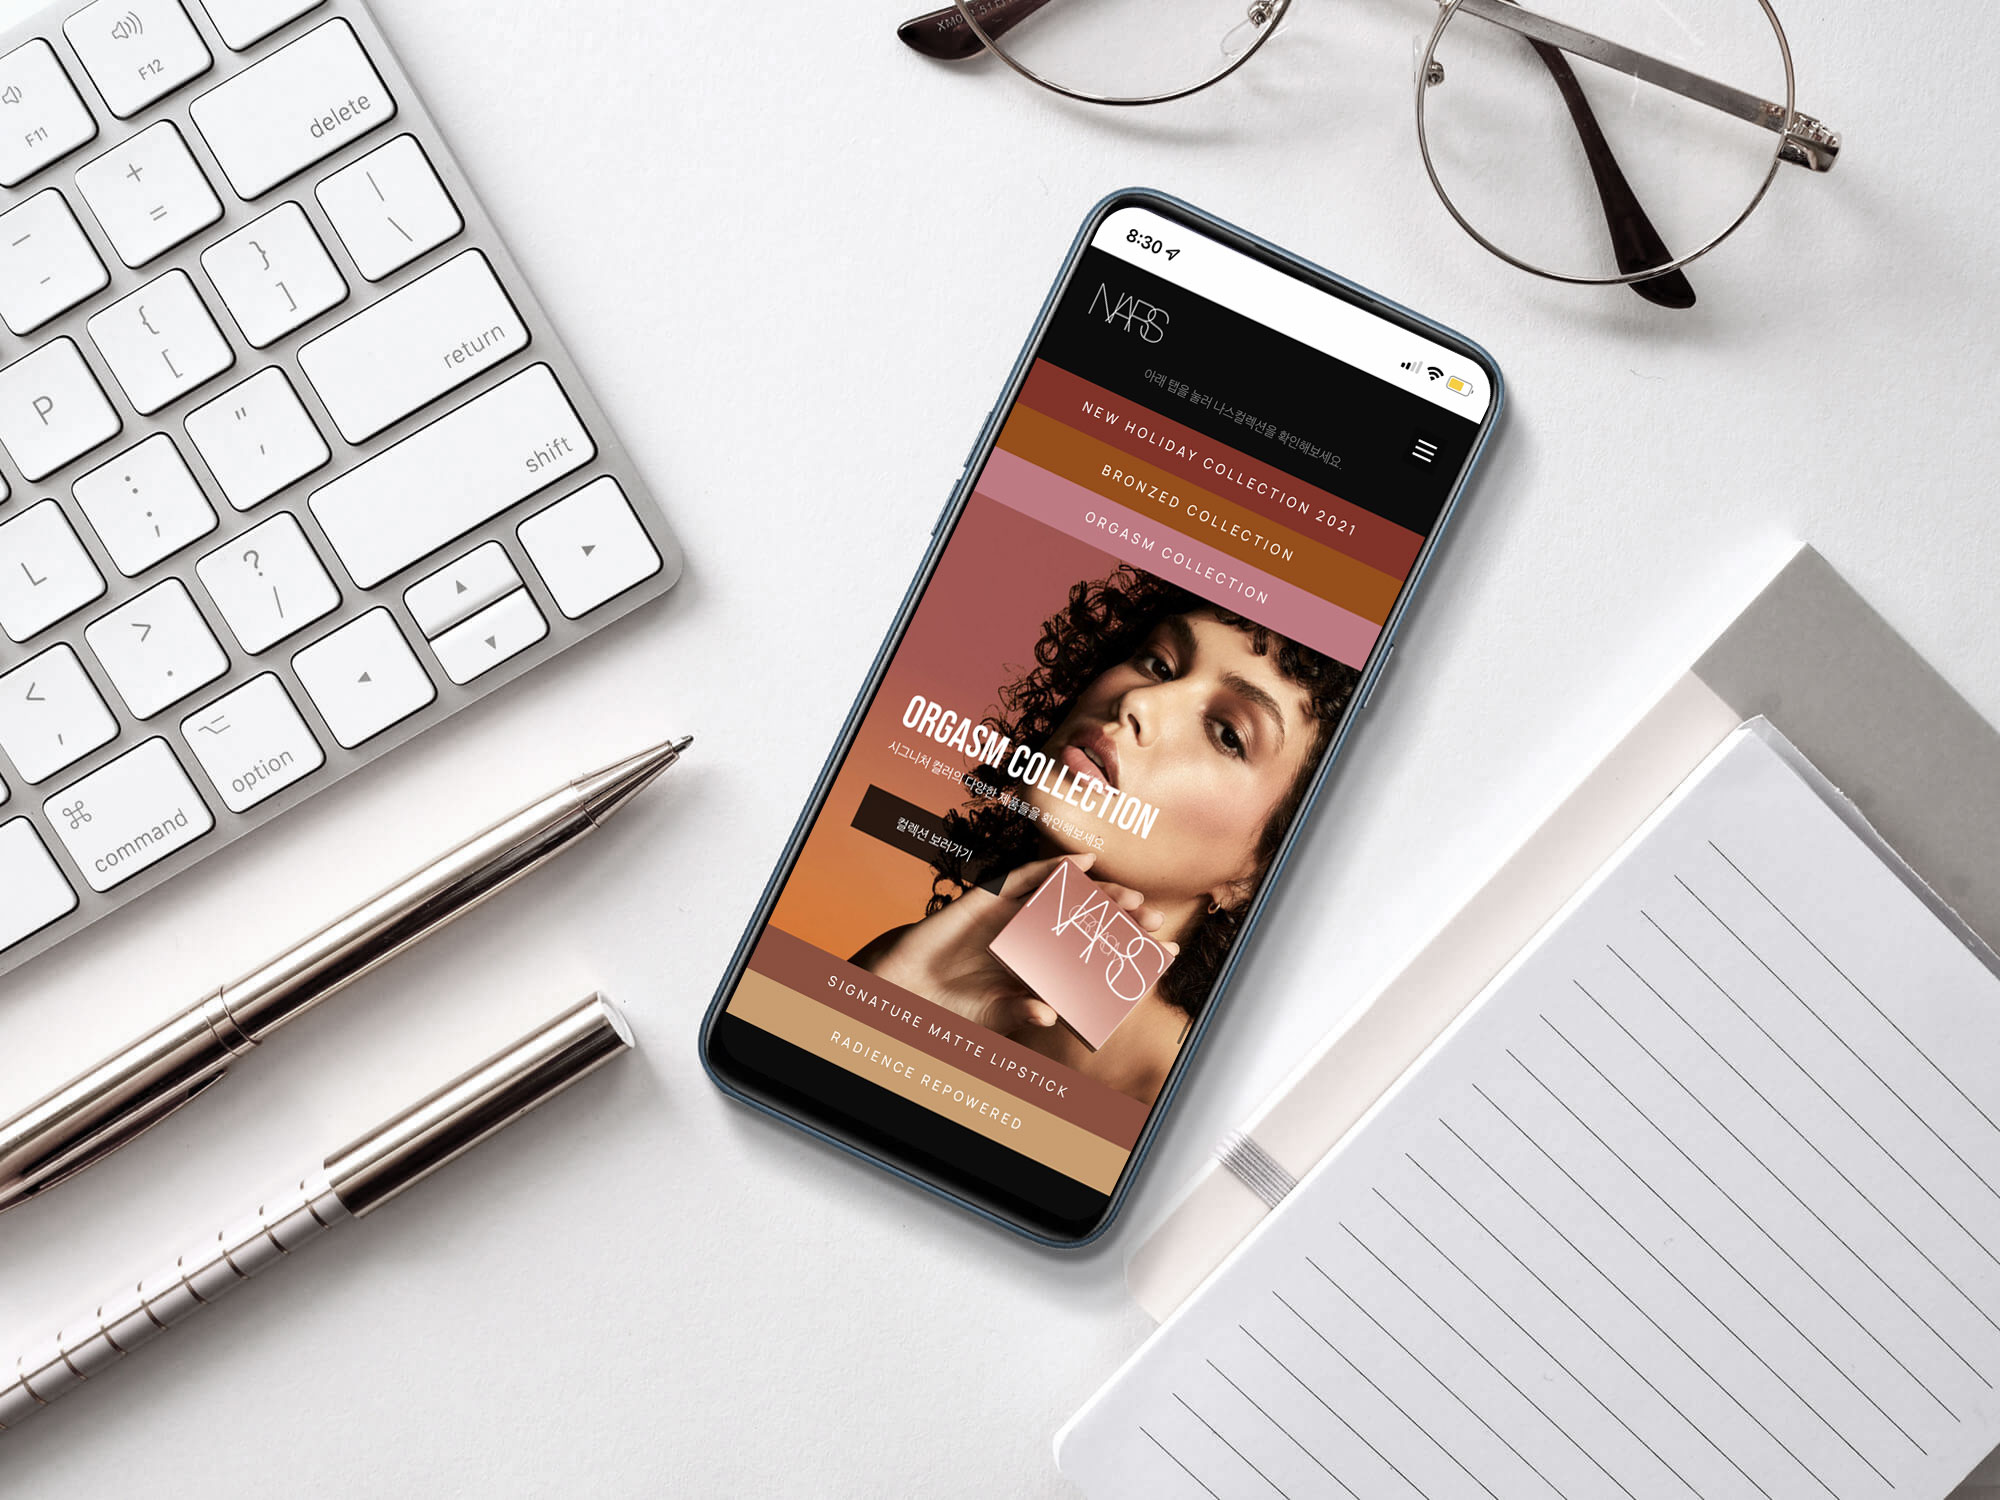 F11
F12
delete
+
=
-
}
]
|
\
{
[
return
P
"
'
shift
:
;
L
?
/
>
.
<
,
option
command
8:30
NARS
아래 탭을 눌러 나스컬렉션을 확인해보세요.
NEW HOLIDAY COLLECTION 2021
BRONZED COLLECTION
ORGASM COLLECTION
ORGASM COLLECTION
시그니처 컬러의 다양한 제품들을 확인해보세요.
컬렉션 보러가기
NARS
SIGNATURE MATTE LIPSTICK
RADIENCE REPOWERED